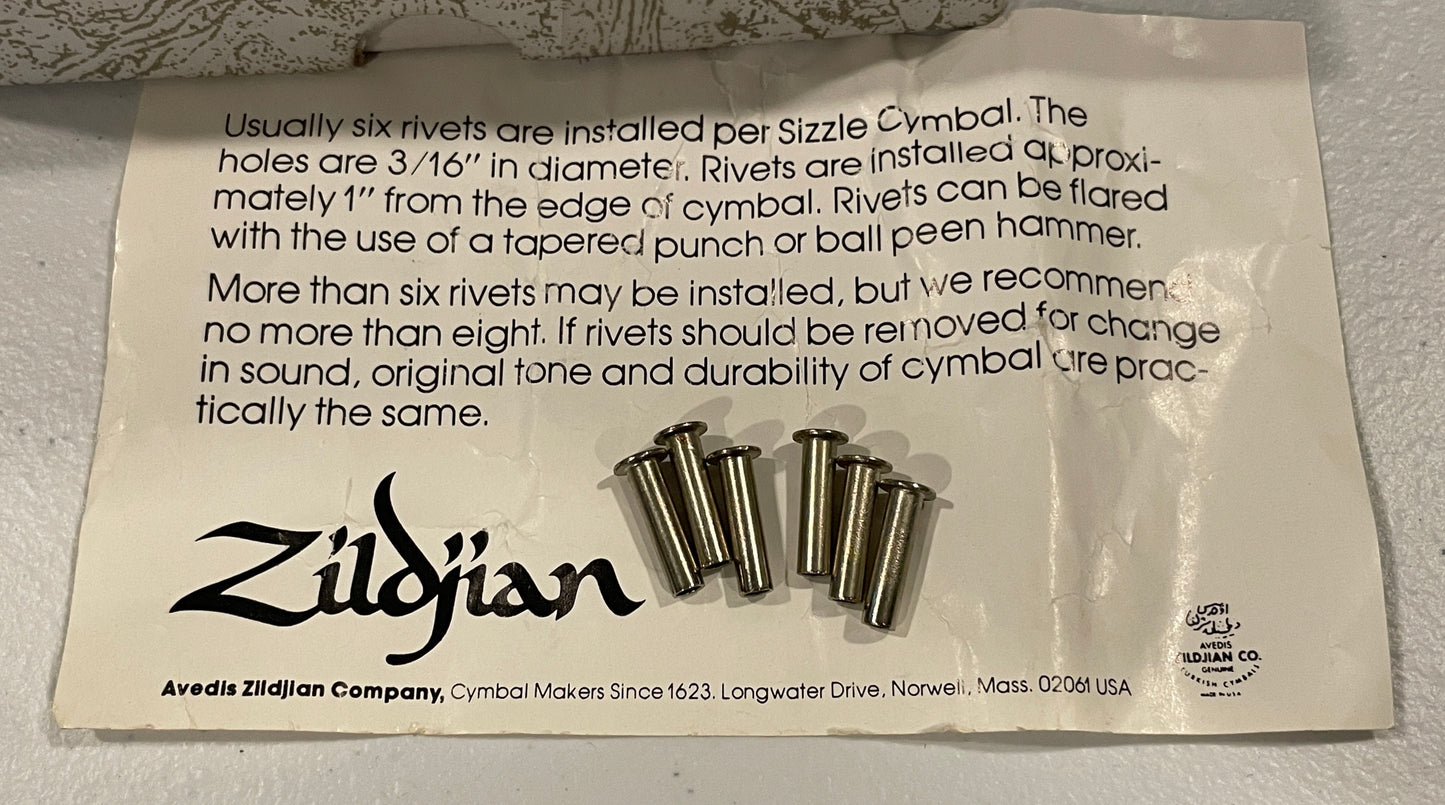 Usually six rivets are installed per Sizzle Cymbal. The
holes are 3/16" in diameter. Rivets are installed approxi-
mately 1" from the edge of cymbal. Rivets can be flared
with the use of a tapered punch or ball peen hammer.
More than six rivets may be installed, but we recommend
no more than eight. If rivets should be removed for change
in sound, original tone and durability of cymbal are prac-
tically the same.
Zildjian
Avedis Zildjian Company, Cymbal Makers Since 1623. Longwater Drive, Norwell, Mass. 02061 USA
AVEDIS
ZILDJIAN CO.
GENUINE
TURKISH CYMBALS
MADE IN U.S.A.